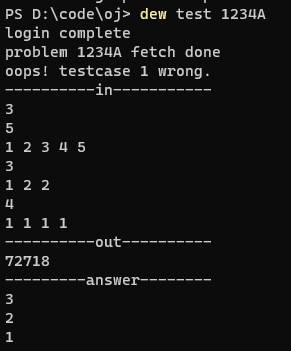 PS D:\code\oj> dew test 1234A
login complete
problem 1234A fetch done
oops! testcase 1 wrong.
----------in-----------
3
5
1 2 3 4 5
3
1 2 2
4
1 1 1 1
----------out----------
72718
---------answer--------
3
2
1